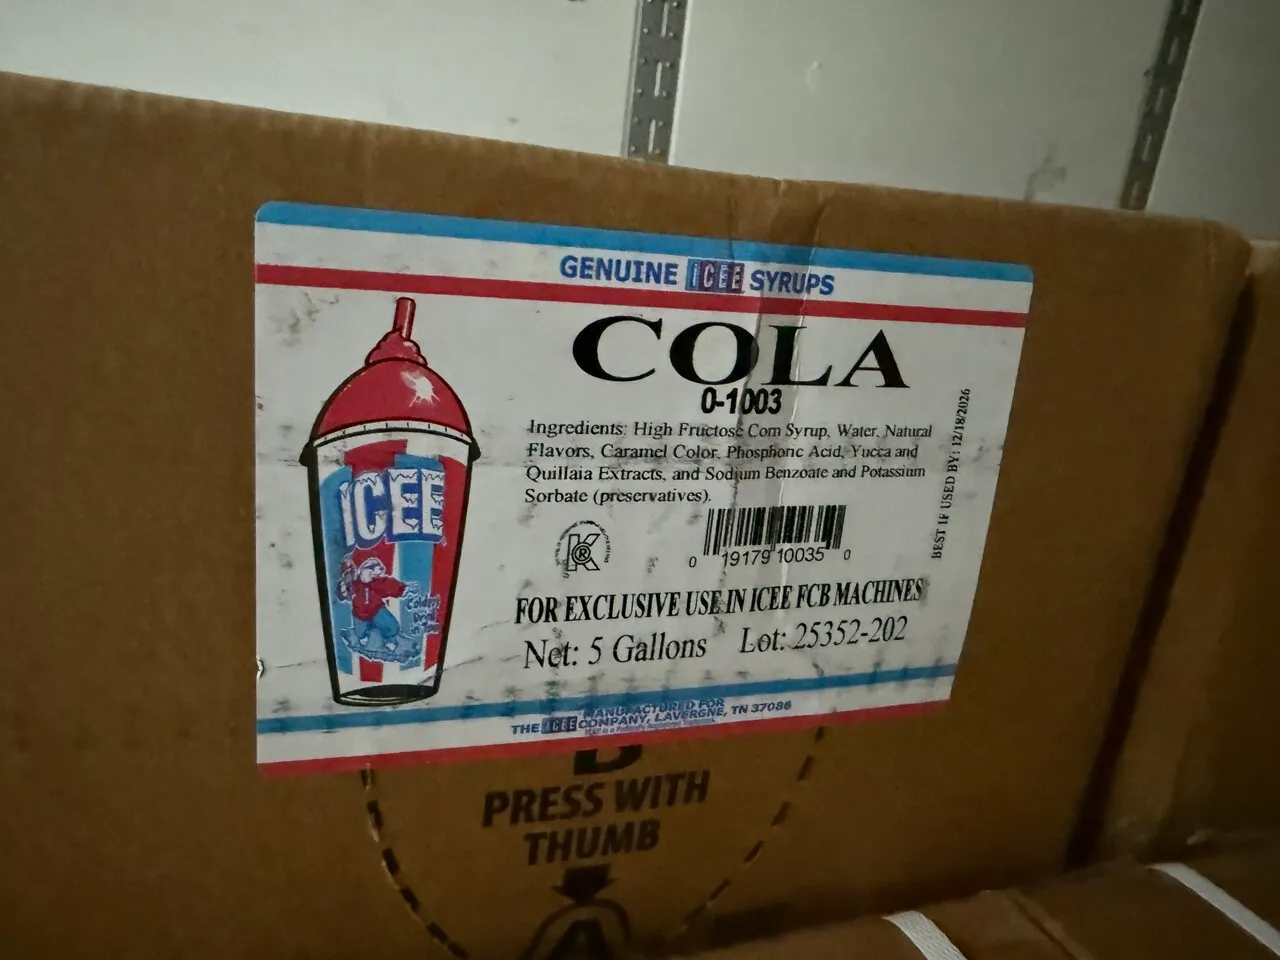 GENUINE ICEE SYRUPS
COLA
0-1003
Ingredients: High Fructose Corn Syrup, Water, Natural
Flavors, Caramel Color, Phosphoric Acid, Yucca and
Quillaia Extracts, and Sodium Benzoate and Potassium
Sorbate (preservatives).
BEST IF USED BY: 12/18/2026
ICEE
K
0 19179 10035 0
FOR EXCLUSIVE USE IN ICEE FCB MACHINES
Net: 5 Gallons Lot: 25352-202
MANUFACTURED FOR
THE ICEE COMPANY, LAVERGNE, TN 37086
PRESS WITH
THUMB
A